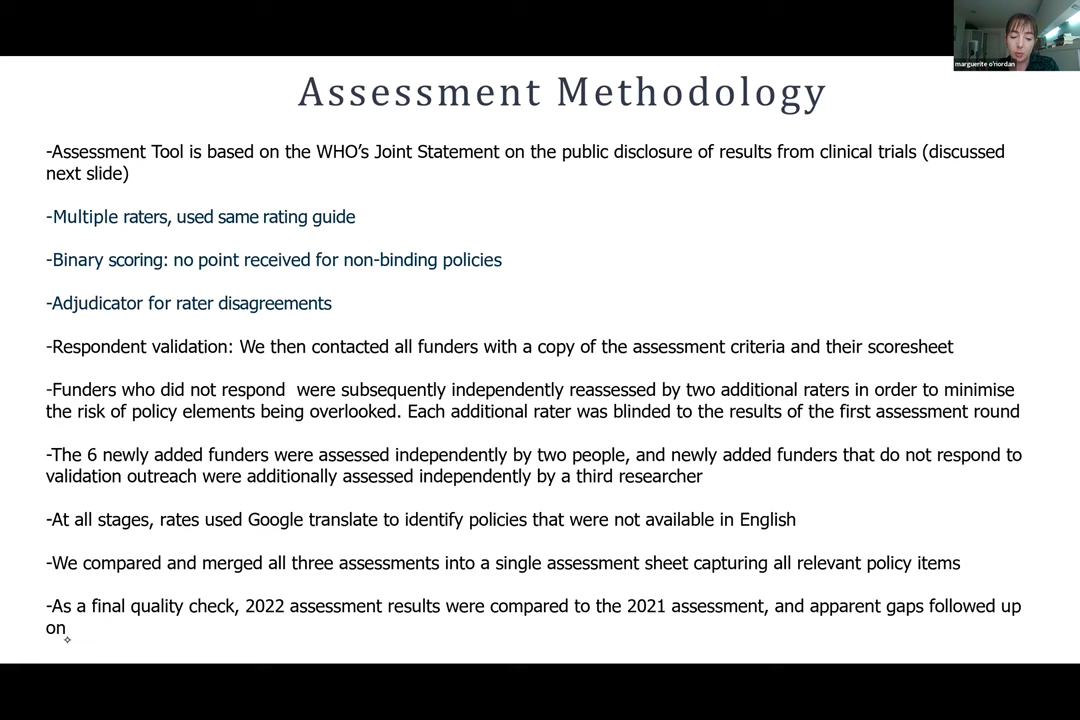 marguerite o'riordan
Assessment Methodology
-Assessment Tool is based on the WHO’s Joint Statement on the public disclosure of results from clinical trials (discussed
next slide)
-Multiple raters, used same rating guide
-Binary scoring: no point received for non-binding policies
-Adjudicator for rater disagreements
-Respondent validation: We then contacted all funders with a copy of the assessment criteria and their scoresheet
-Funders who did not respond  were subsequently independently reassessed by two additional raters in order to minimise
the risk of policy elements being overlooked. Each additional rater was blinded to the results of the first assessment round
-The 6 newly added funders were assessed independently by two people, and newly added funders that do not respond to
validation outreach were additionally assessed independently by a third researcher
-At all stages, rates used Google translate to identify policies that were not available in English
-We compared and merged all three assessments into a single assessment sheet capturing all relevant policy items
-As a final quality check, 2022 assessment results were compared to the 2021 assessment, and apparent gaps followed up
on